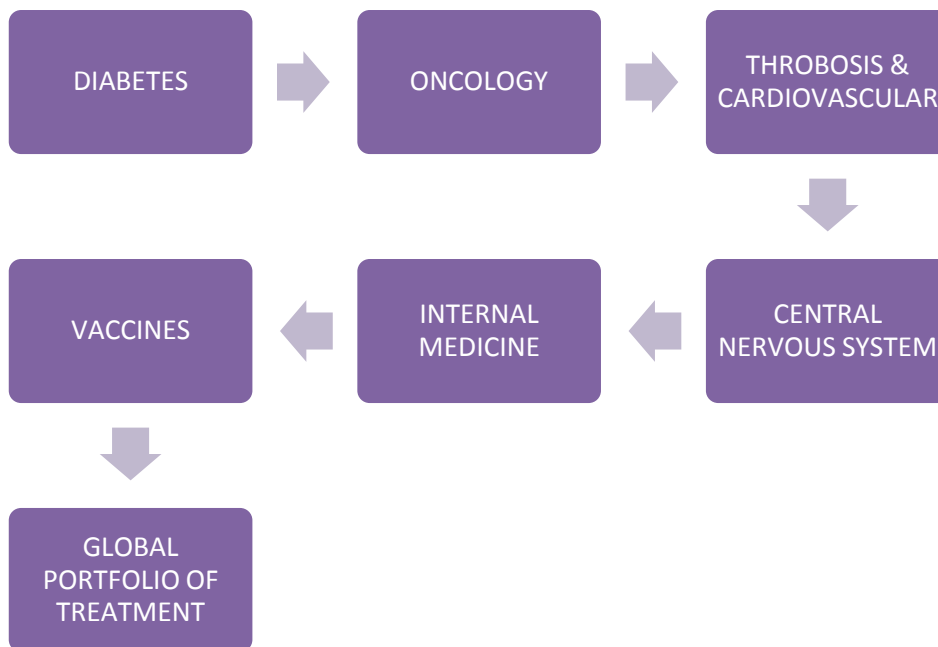 DIABETES
ONCOLOGY
THROBOSIS &
CARDIOVASCULAR
CENTRAL
NERVOUS SYSTEM
INTERNAL
MEDICINE
VACCINES
GLOBAL
PORTFOLIO OF
TREATMENT